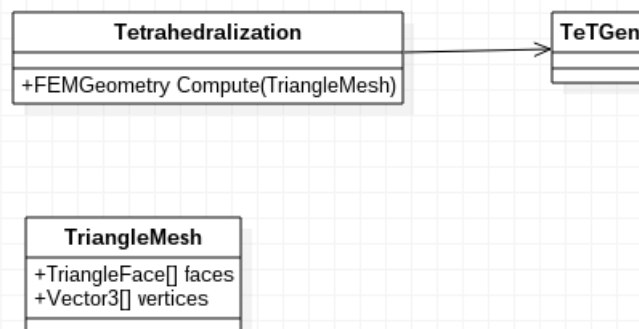 Tetrahedralization
TeTGen
+FEMGeometry Compute(TriangleMesh)
TriangleMesh
+TriangleFace[] faces
+Vector3[] vertices